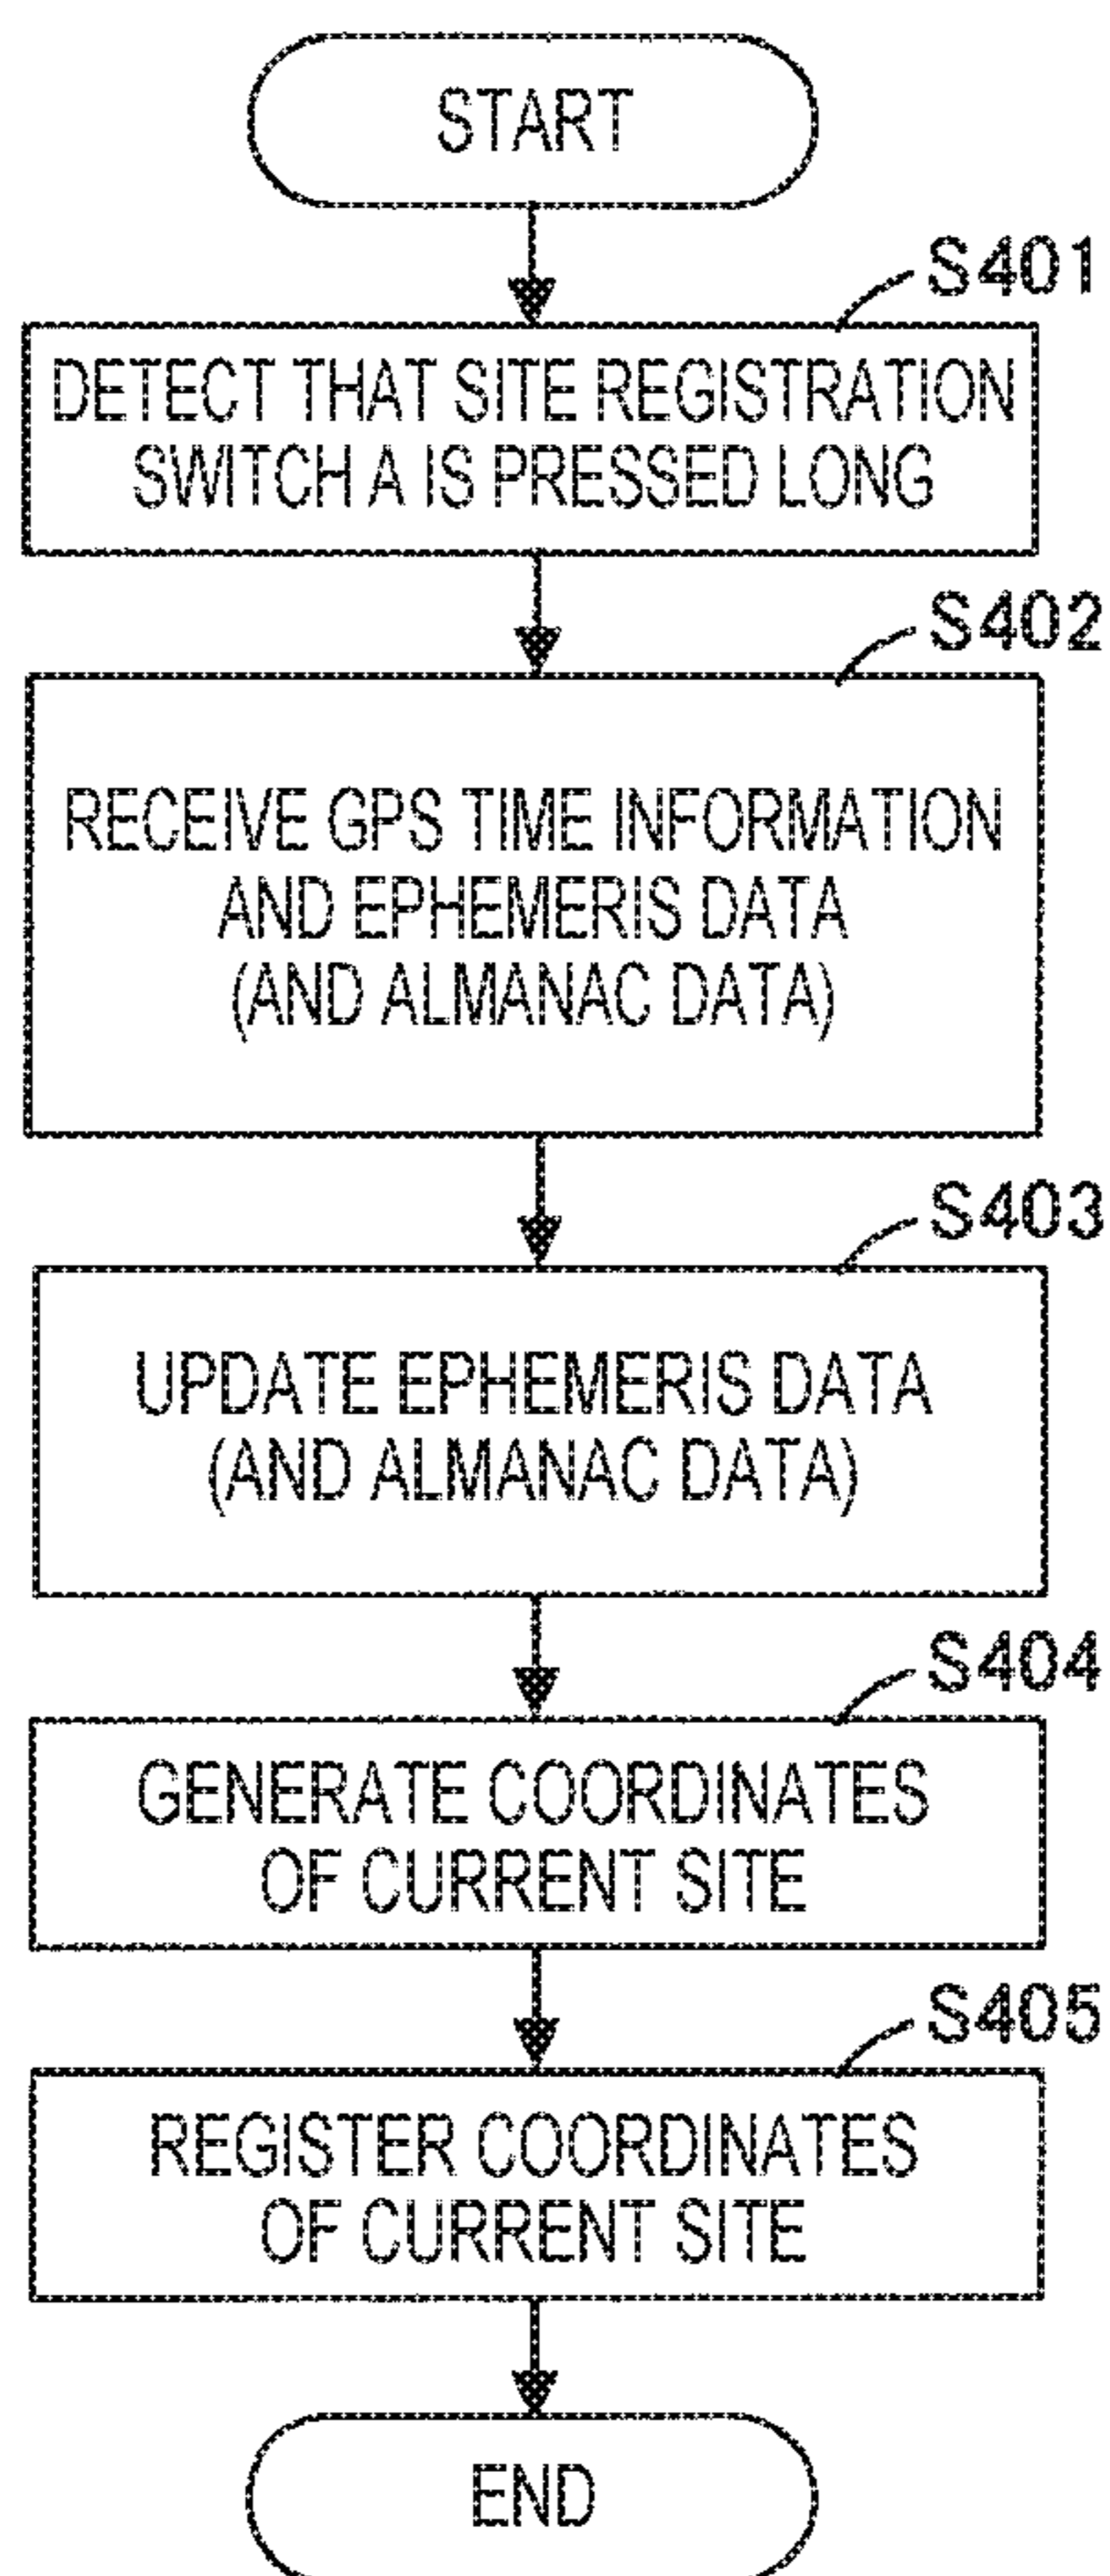 START
S401
DETECT THAT SITE REGISTRATION
SWITCH A IS PRESSED LONG
S402
RECEIVE GPS TIME INFORMATION
AND EPHEMERIS DATA
(AND ALMANAC DATA)
S403
UPDATE EPHEMERIS DATA
(AND ALMANAC DATA)
S404
GENERATE COORDINATES
OF CURRENT SITE
S405
REGISTER COORDINATES
OF CURRENT SITE
END